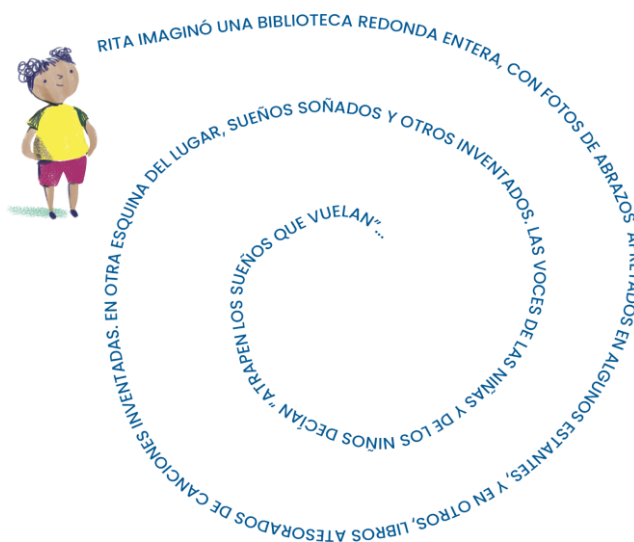 RITA IMAGINÓ UNA BIBLIOTECA REDONDA ENTERA, CON FOTOS DE ABRAZOS APRETADOS EN ALGUNOS ESTANTES, Y EN OTROS, LIBROS ATESORADOS DE CANCIONES INVENTADAS. EN OTRA ESQUINA DEL LUGAR, SUEÑOS SOÑADOS Y OTROS INVENTADOS. LAS VOCES DE LAS NIÑAS Y DE LOS NIÑOS DECÍAN “ATRAPEN LOS SUEÑOS QUE VUELAN”...